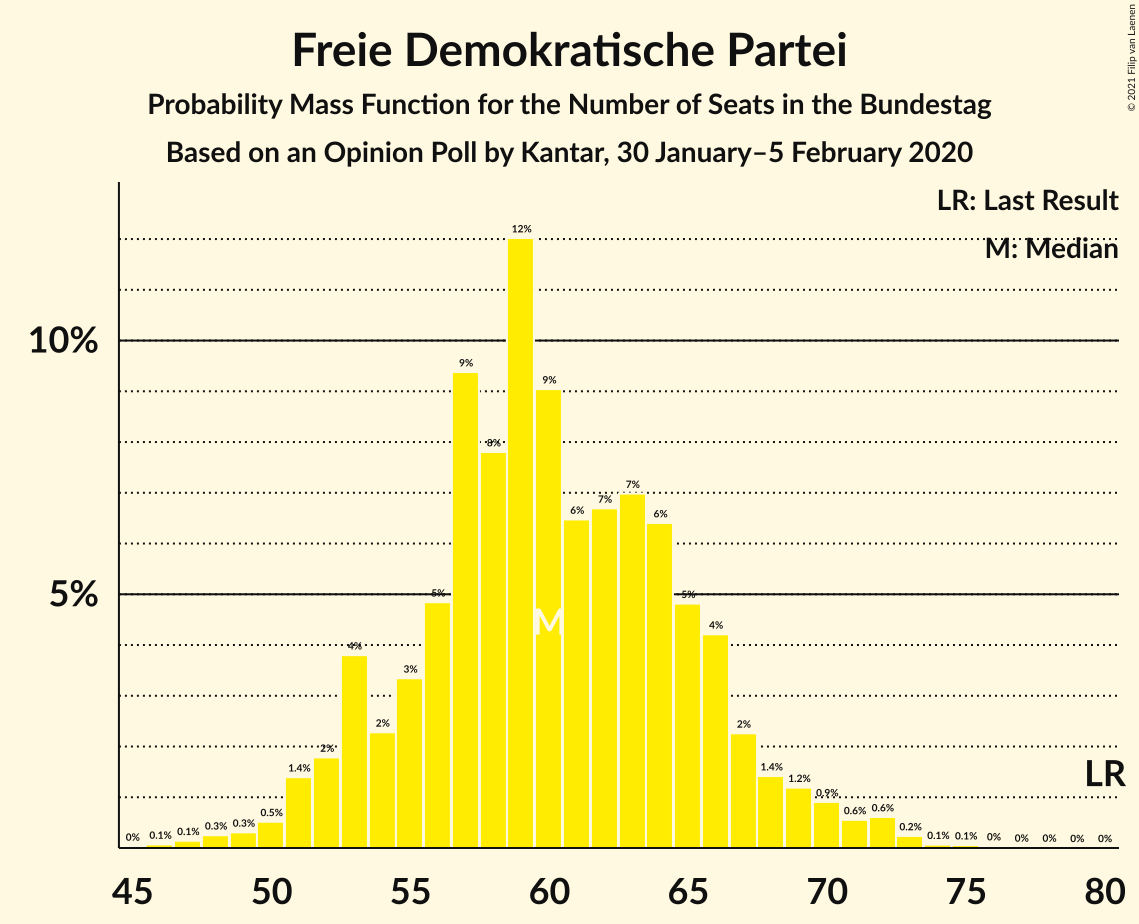 Freie Demokratische Partei
Probability Mass Function for the Number of Seats in the Bundestag
Based on an Opinion Poll by Kantar, 30 January–5 February 2020
© 2021 Filip van Laenen
LR: Last Result
M: Median
10%
5%
0% 0.1% 0.1% 0.3% 0.3% 0.5% 1.4% 2% 4% 2% 3% 5% 9% 8% 12% 9% 6% 7% 7% 6% 5% 4% 2% 1.4% 1.2% 0.9% 0.6% 0.6% 0.2% 0.1% 0.1% 0% 0% 0% 0% 0%
M
LR
45 50 55 60 65 70 75 80